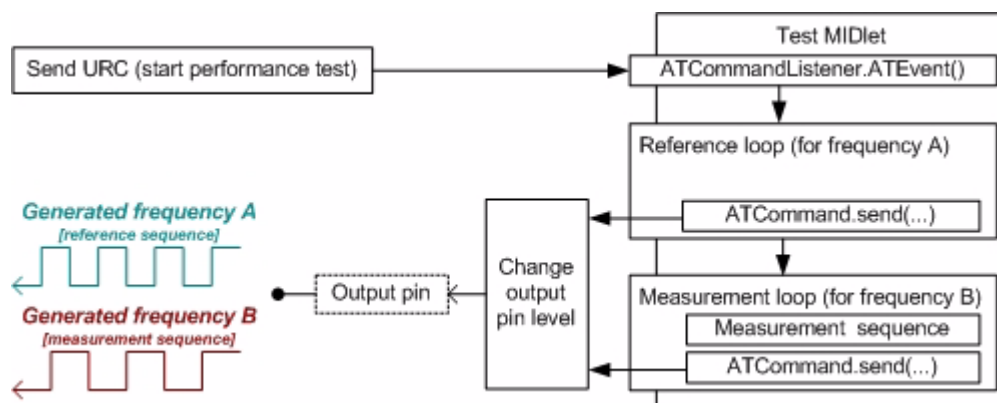 Test MIDlet
Send URC (start performance test)
ATCommandListener.ATEvent()
Reference loop (for frequency A)
ATCommand.send(...)
Generated frequency A
[reference sequence]
Change
output
pin level
Output pin
Generated frequency B
[measurement sequence]
Measurement loop (for frequency B)
Measurement sequence
ATCommand.send(...)